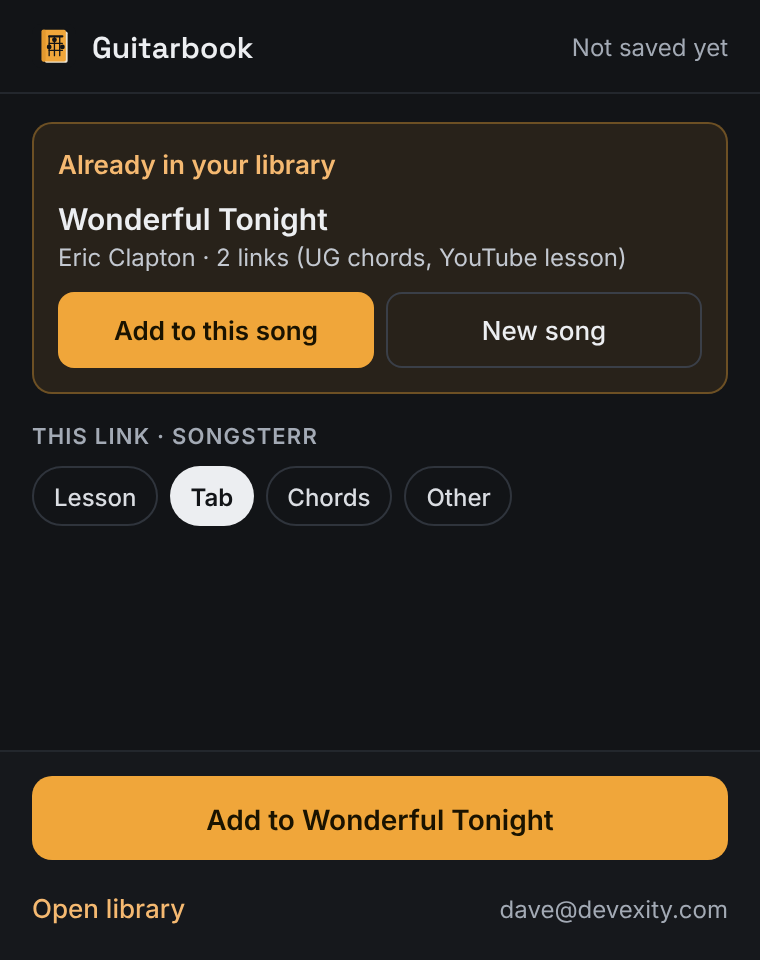 Guitarbook
Not saved yet
Already in your library
Wonderful Tonight
Eric Clapton · 2 links (UG chords, YouTube lesson)
Add to this song
New song
THIS LINK · SONGSTERR
Lesson
Tab
Chords
Other
Add to Wonderful Tonight
Open library
dave@devexity.com